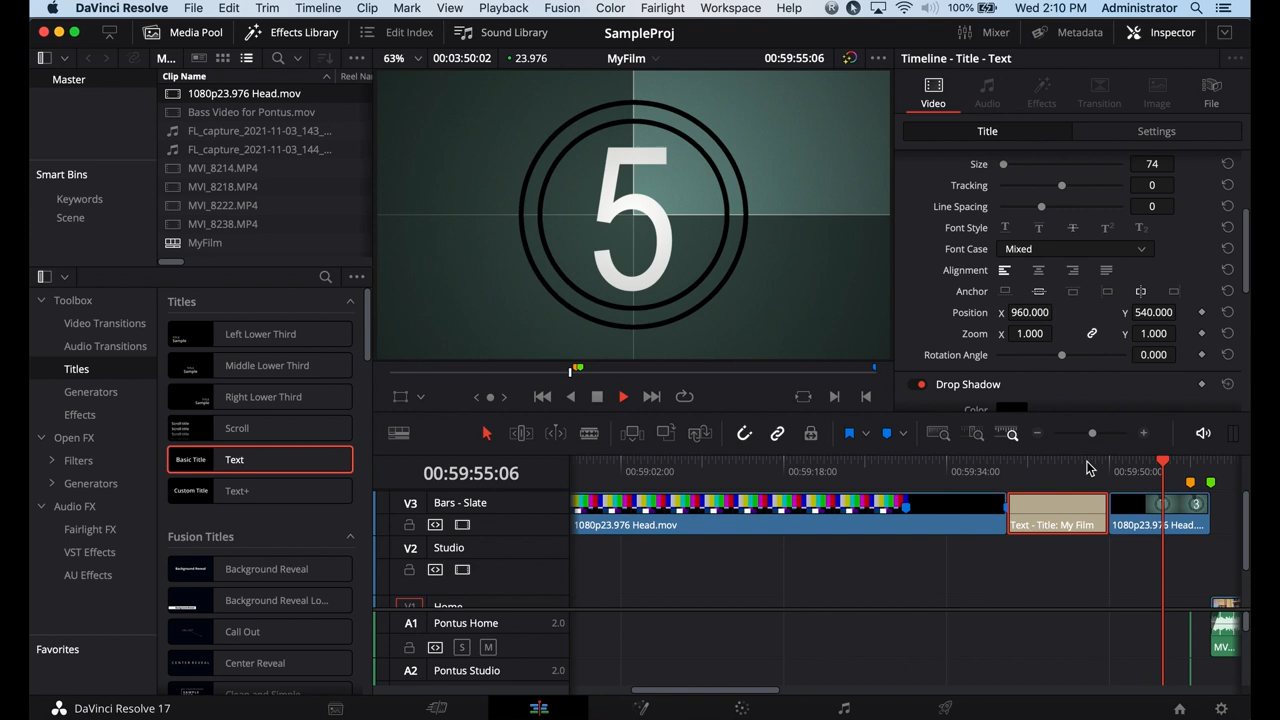 DaVinci Resolve File Edit Trim Timeline Clip Mark View Playback Fusion Color Fairlight Workspace Help 100% Wed 2:10 PM Administrator
Media Pool Effects Library Edit Index Sound Library SampleProj Mixer Metadata Inspector
M... 63% 00:03:50:02 23.976 MyFilm 00:59:55:06 Timeline - Title - Text
Master
Clip Name Reel Na
1080p23.976 Head.mov
Bass Video for Pontus.mov
FL_capture_2021-11-03_143_...
FL_capture_2021-11-03_144_...
MVI_8214.MP4
MVI_8218.MP4
MVI_8222.MP4
MVI_8238.MP4
MyFilm
Smart Bins
Keywords
Scene
5
Video Audio Effects Transition Image File
Title Settings
Size 74
Tracking 0
Line Spacing 0
Font Style
Font Case Mixed
Alignment
Anchor
Position X 960.000 Y 540.000
Zoom X 1.000 Y 1.000
Rotation Angle 0.000
Drop Shadow
Toolbox
Video Transitions
Audio Transitions
Titles
Generators
Effects
Open FX
Filters
Generators
Audio FX
Fairlight FX
VST Effects
AU Effects
Favorites
Titles
Left Lower Third
Middle Lower Third
Right Lower Third
Scroll
Basic Title Text
Custom Title Text+
Fusion Titles
Background Reveal
Background Reveal Lo...
Call Out
Center Reveal
00:59:55:06
00:59:02:00 00:59:18:00 00:59:34:00 00:59:50:00
V3 Bars - Slate
1080p23.976 Head.mov Text - Title: My Film 1080p23.976 Head....
3
V2 Studio
V1 Home
A1 Pontus Home 2.0
S M
MV...
A2 Pontus Studio 2.0
DaVinci Resolve 17